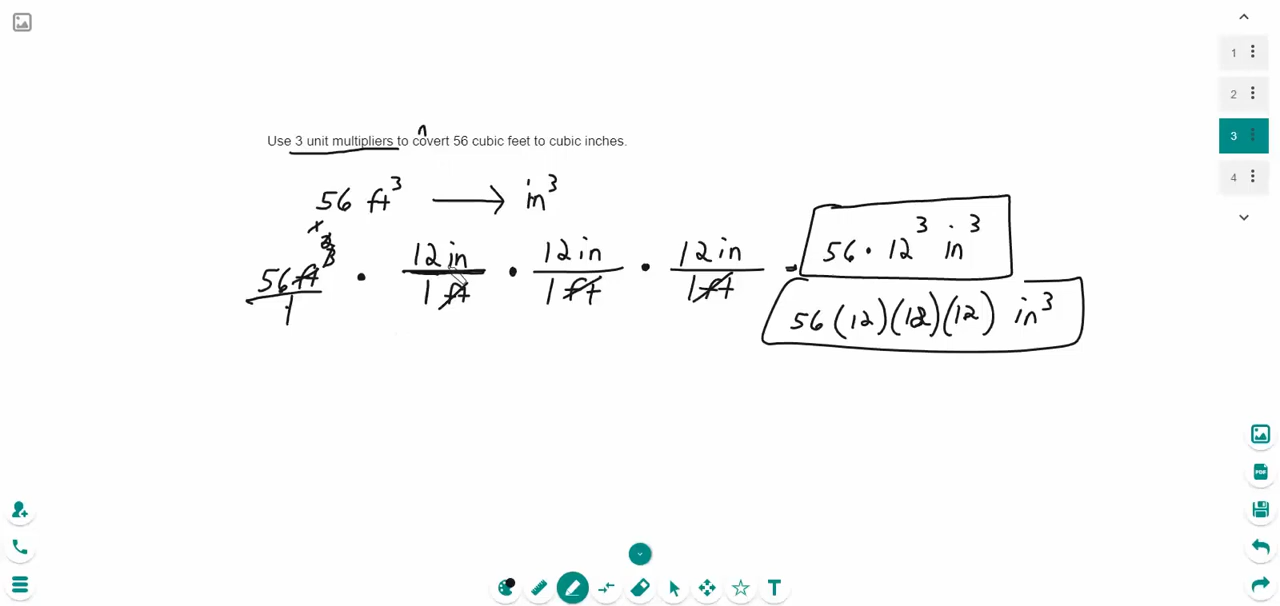 1
2
Use 3 unit multipliers to covert 56 cubic feet to cubic inches.
n
3
4
56 ft³ → in³
56 ft³/1 · 12 in/1 ft · 12 in/1 ft · 12 in/1 ft = 56 · 12³ in³
56 (12)(12)(12) in³
PDF
T